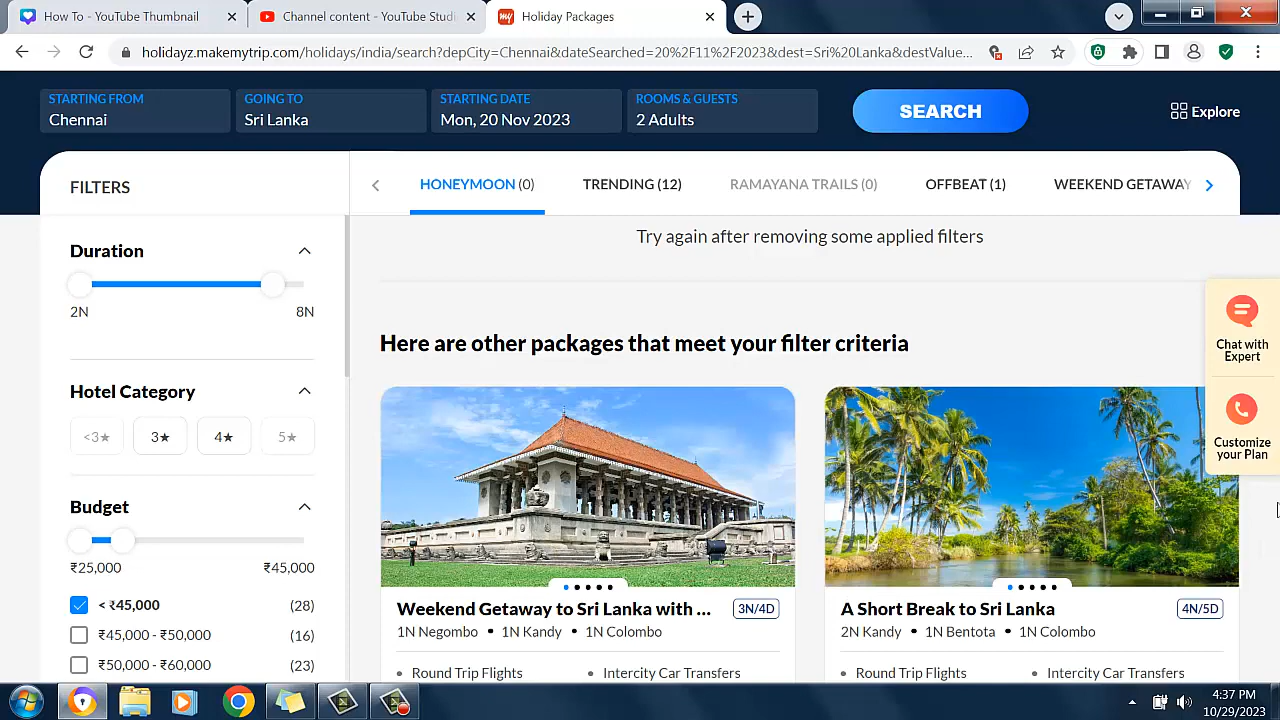 How To - YouTube Thumbnail
Channel content - YouTube Stud
Holiday Packages
holidayz.makemytrip.com/holidays/india/search?depCity=Chennai&dateSearched=20%2F11%2F2023&dest=Sri%20Lanka&destValue...
STARTING FROM
Chennai
GOING TO
Sri Lanka
STARTING DATE
Mon, 20 Nov 2023
ROOMS & GUESTS
2 Adults
SEARCH
Explore
FILTERS
HONEYMOON (0)
TRENDING (12)
RAMAYANA TRAILS (0)
OFFBEAT (1)
WEEKEND GETAWAY
Try again after removing some applied filters
Duration
2N
8N
Hotel Category
<3★
3★
4★
5★
Budget
₹25,000
₹45,000
< ₹45,000 (28)
₹45,000 - ₹50,000 (16)
₹50,000 - ₹60,000 (23)
Here are other packages that meet your filter criteria
Weekend Getaway to Sri Lanka with ...
3N/4D
1N Negombo • 1N Kandy • 1N Colombo
• Round Trip Flights
• Intercity Car Transfers
A Short Break to Sri Lanka
4N/5D
2N Kandy • 1N Bentota • 1N Colombo
• Round Trip Flights
• Intercity Car Transfers
Chat with
Expert
Customize
your Plan
4:37 PM
10/29/2023